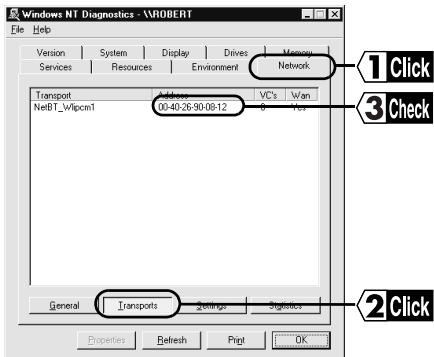 Windows NT Diagnostics - \\ROBERT
File Help
Version System Display Drives Memory
Services Resources Environment Network
1 Click
Transport Address VC's Wan
NetBT_Wlipcm1 00-40-26-90-08-12 0 Yes
3 Check
General Transports Settings Statistics
2 Click
Properties Refresh Print OK